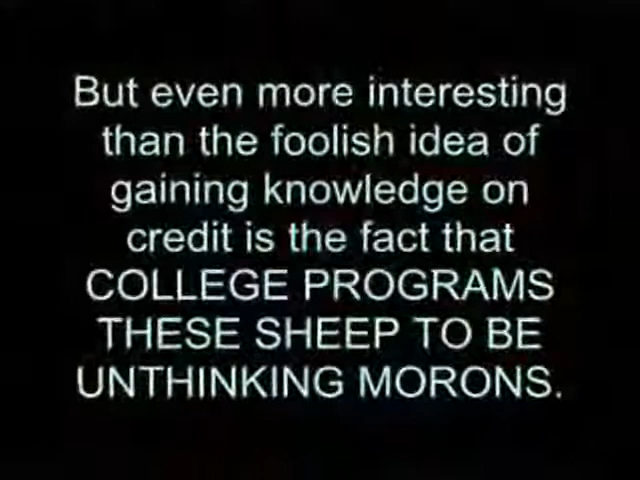 But even more interesting
than the foolish idea of
gaining knowledge on
credit is the fact that
COLLEGE PROGRAMS
THESE SHEEP TO BE
UNTHINKING MORONS.